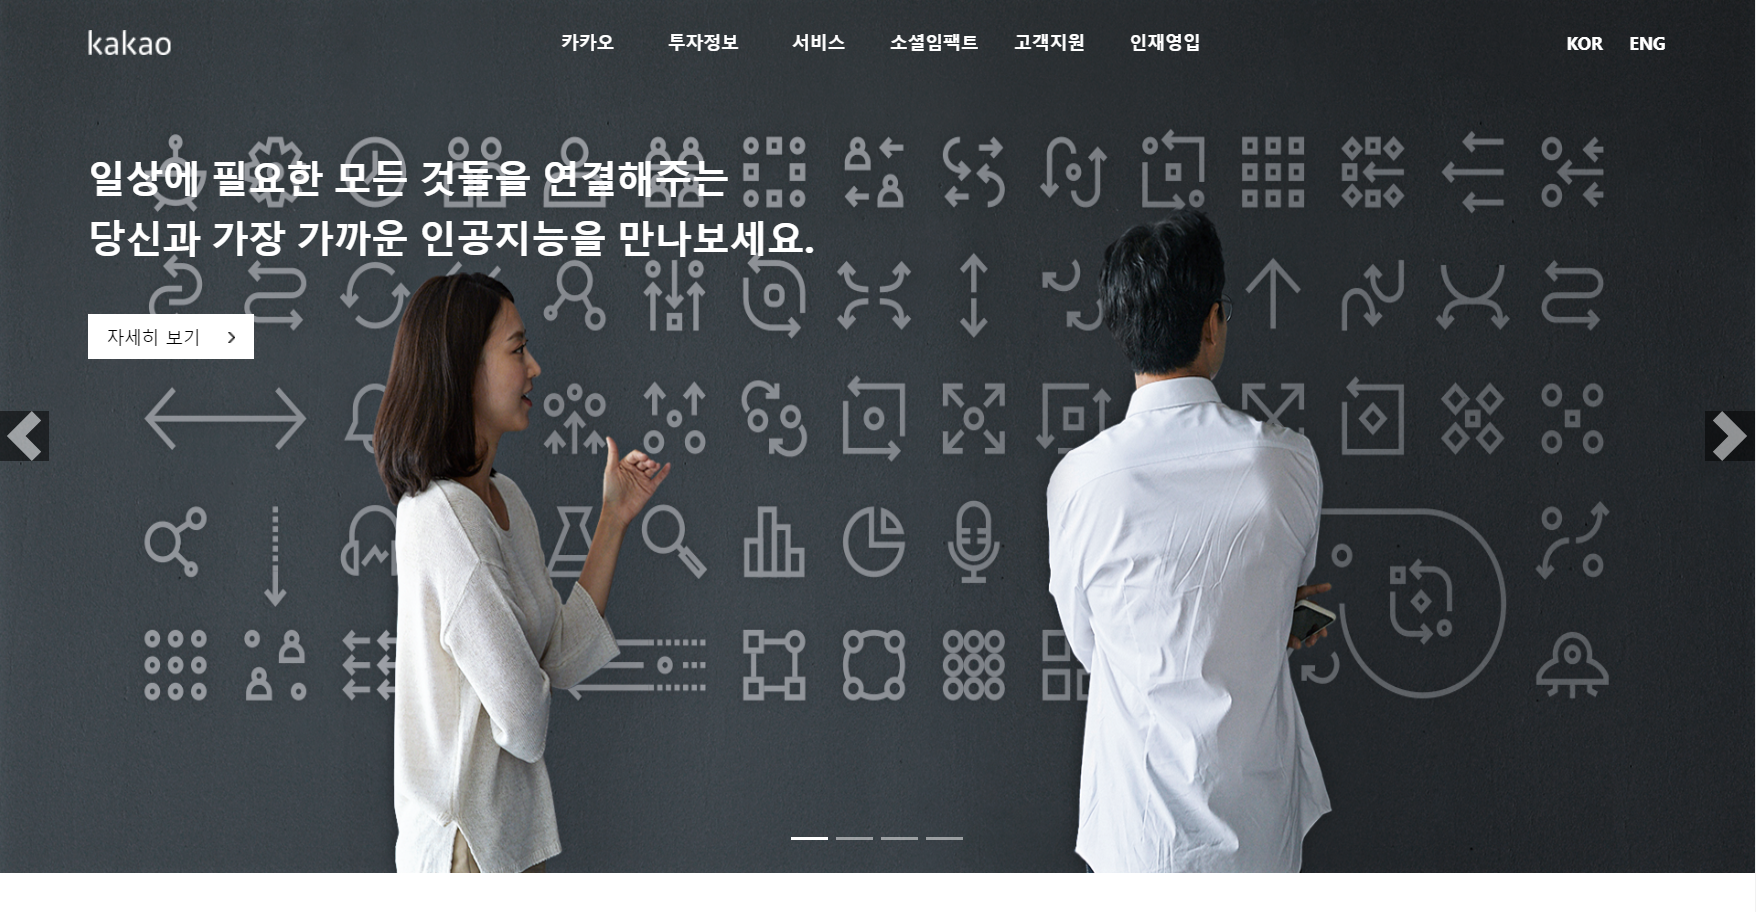 kakao
카카오 투자정보 서비스 소셜임팩트 고객지원 인재영입
KOR ENG
일상에 필요한 모든 것들을 연결해주는
당신과 가장 가까운 인공지능을 만나보세요.
자세히 보기